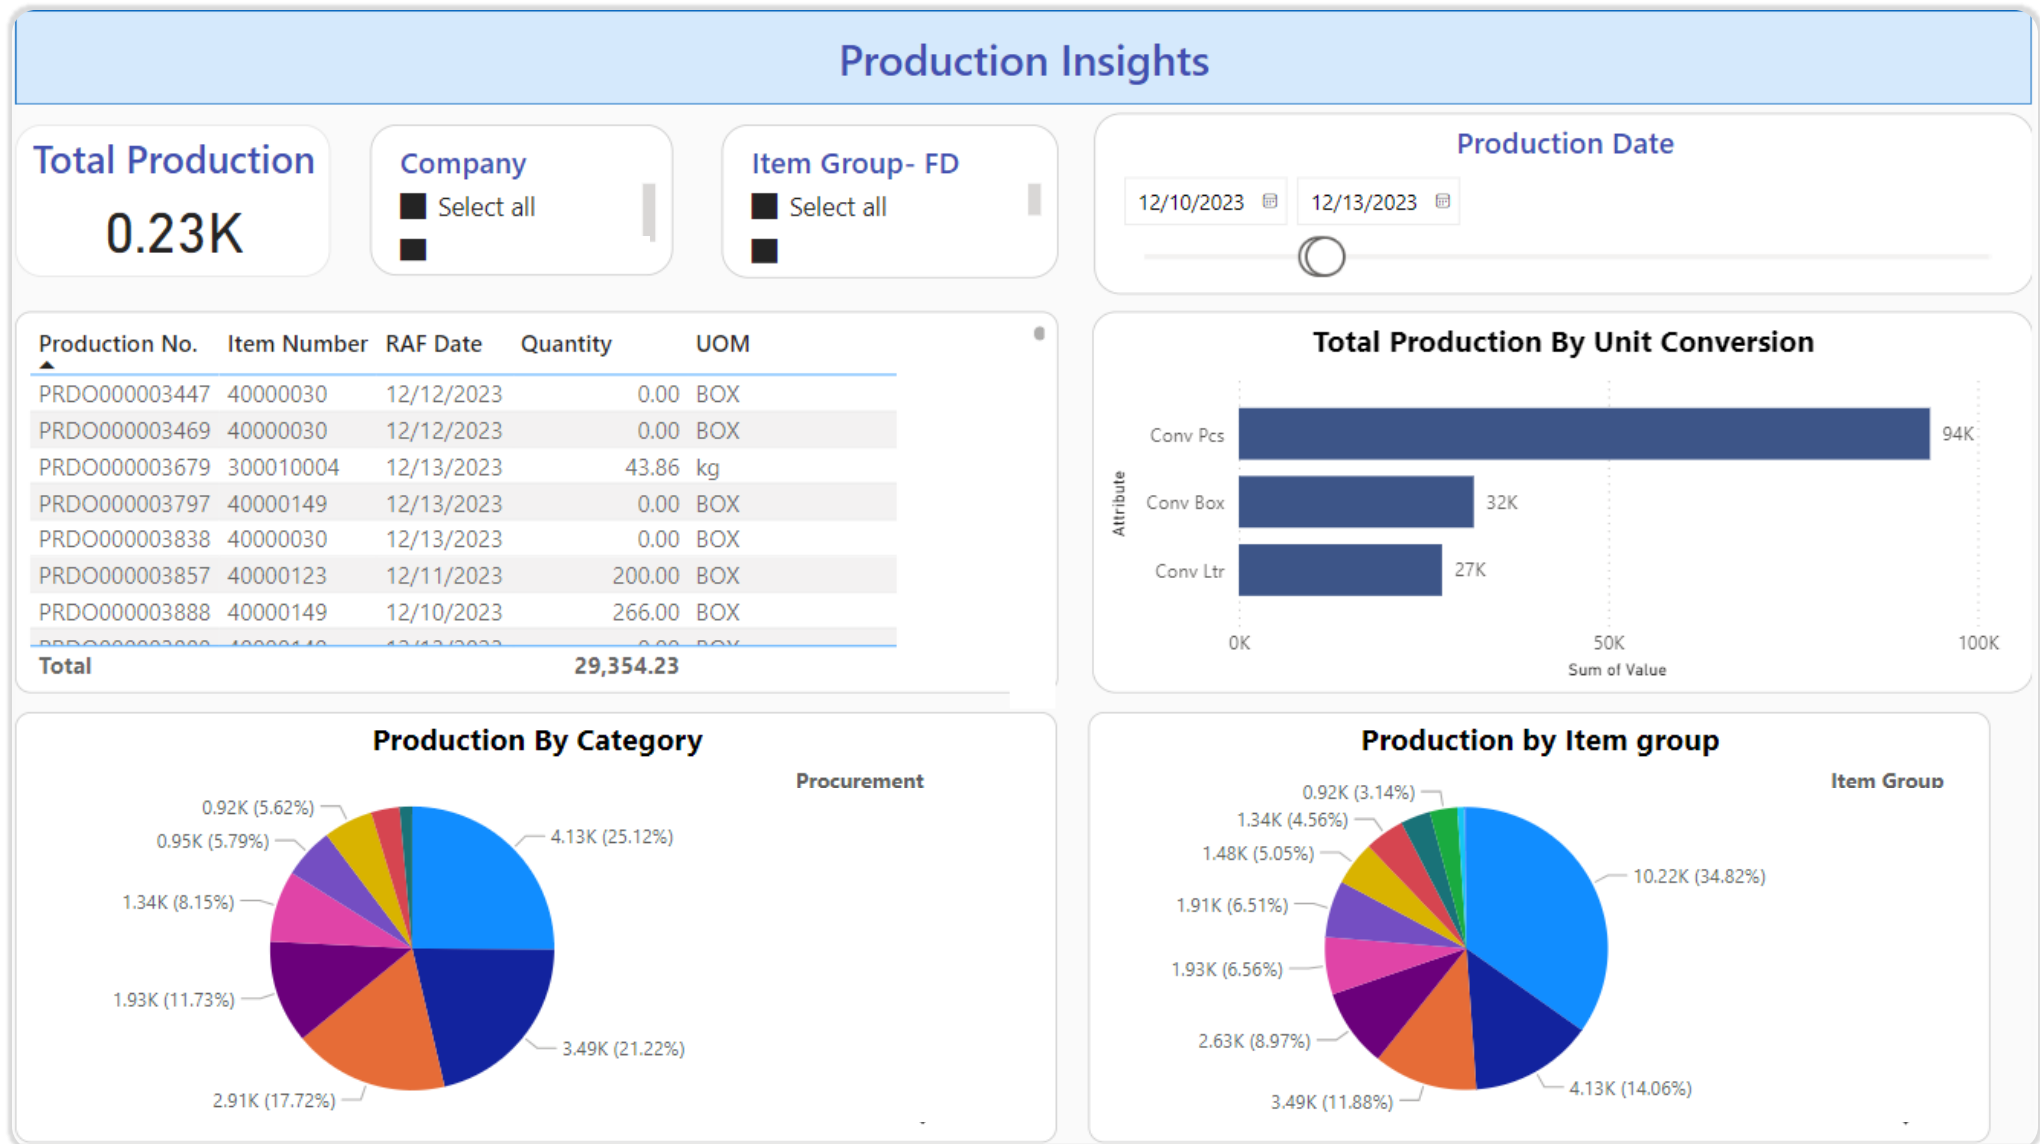 Production Insights
Total Production
0.23K
Company
Select all
Item Group- FD
Select all
Production Date
12/10/2023 12/13/2023
Production No. Item Number RAF Date Quantity UOM
PRDO000003447 40000030 12/12/2023 0.00 BOX
PRDO000003469 40000030 12/12/2023 0.00 BOX
PRDO000003679 300010004 12/13/2023 43.86 kg
PRDO000003797 40000149 12/13/2023 0.00 BOX
PRDO000003838 40000030 12/13/2023 0.00 BOX
PRDO000003857 40000123 12/11/2023 200.00 BOX
PRDO000003888 40000149 12/10/2023 266.00 BOX
Total 29,354.23
Total Production By Unit Conversion
Attribute
Conv Pcs 94K
Conv Box 32K
Conv Ltr 27K
0K 50K 100K
Sum of Value
Production By Category
Procurement
0.92K (5.62%)
4.13K (25.12%)
0.95K (5.79%)
1.34K (8.15%)
1.93K (11.73%)
3.49K (21.22%)
2.91K (17.72%)
Production by Item group
Item Group
0.92K (3.14%)
1.34K (4.56%)
1.48K (5.05%)
10.22K (34.82%)
1.91K (6.51%)
1.93K (6.56%)
2.63K (8.97%)
4.13K (14.06%)
3.49K (11.88%)